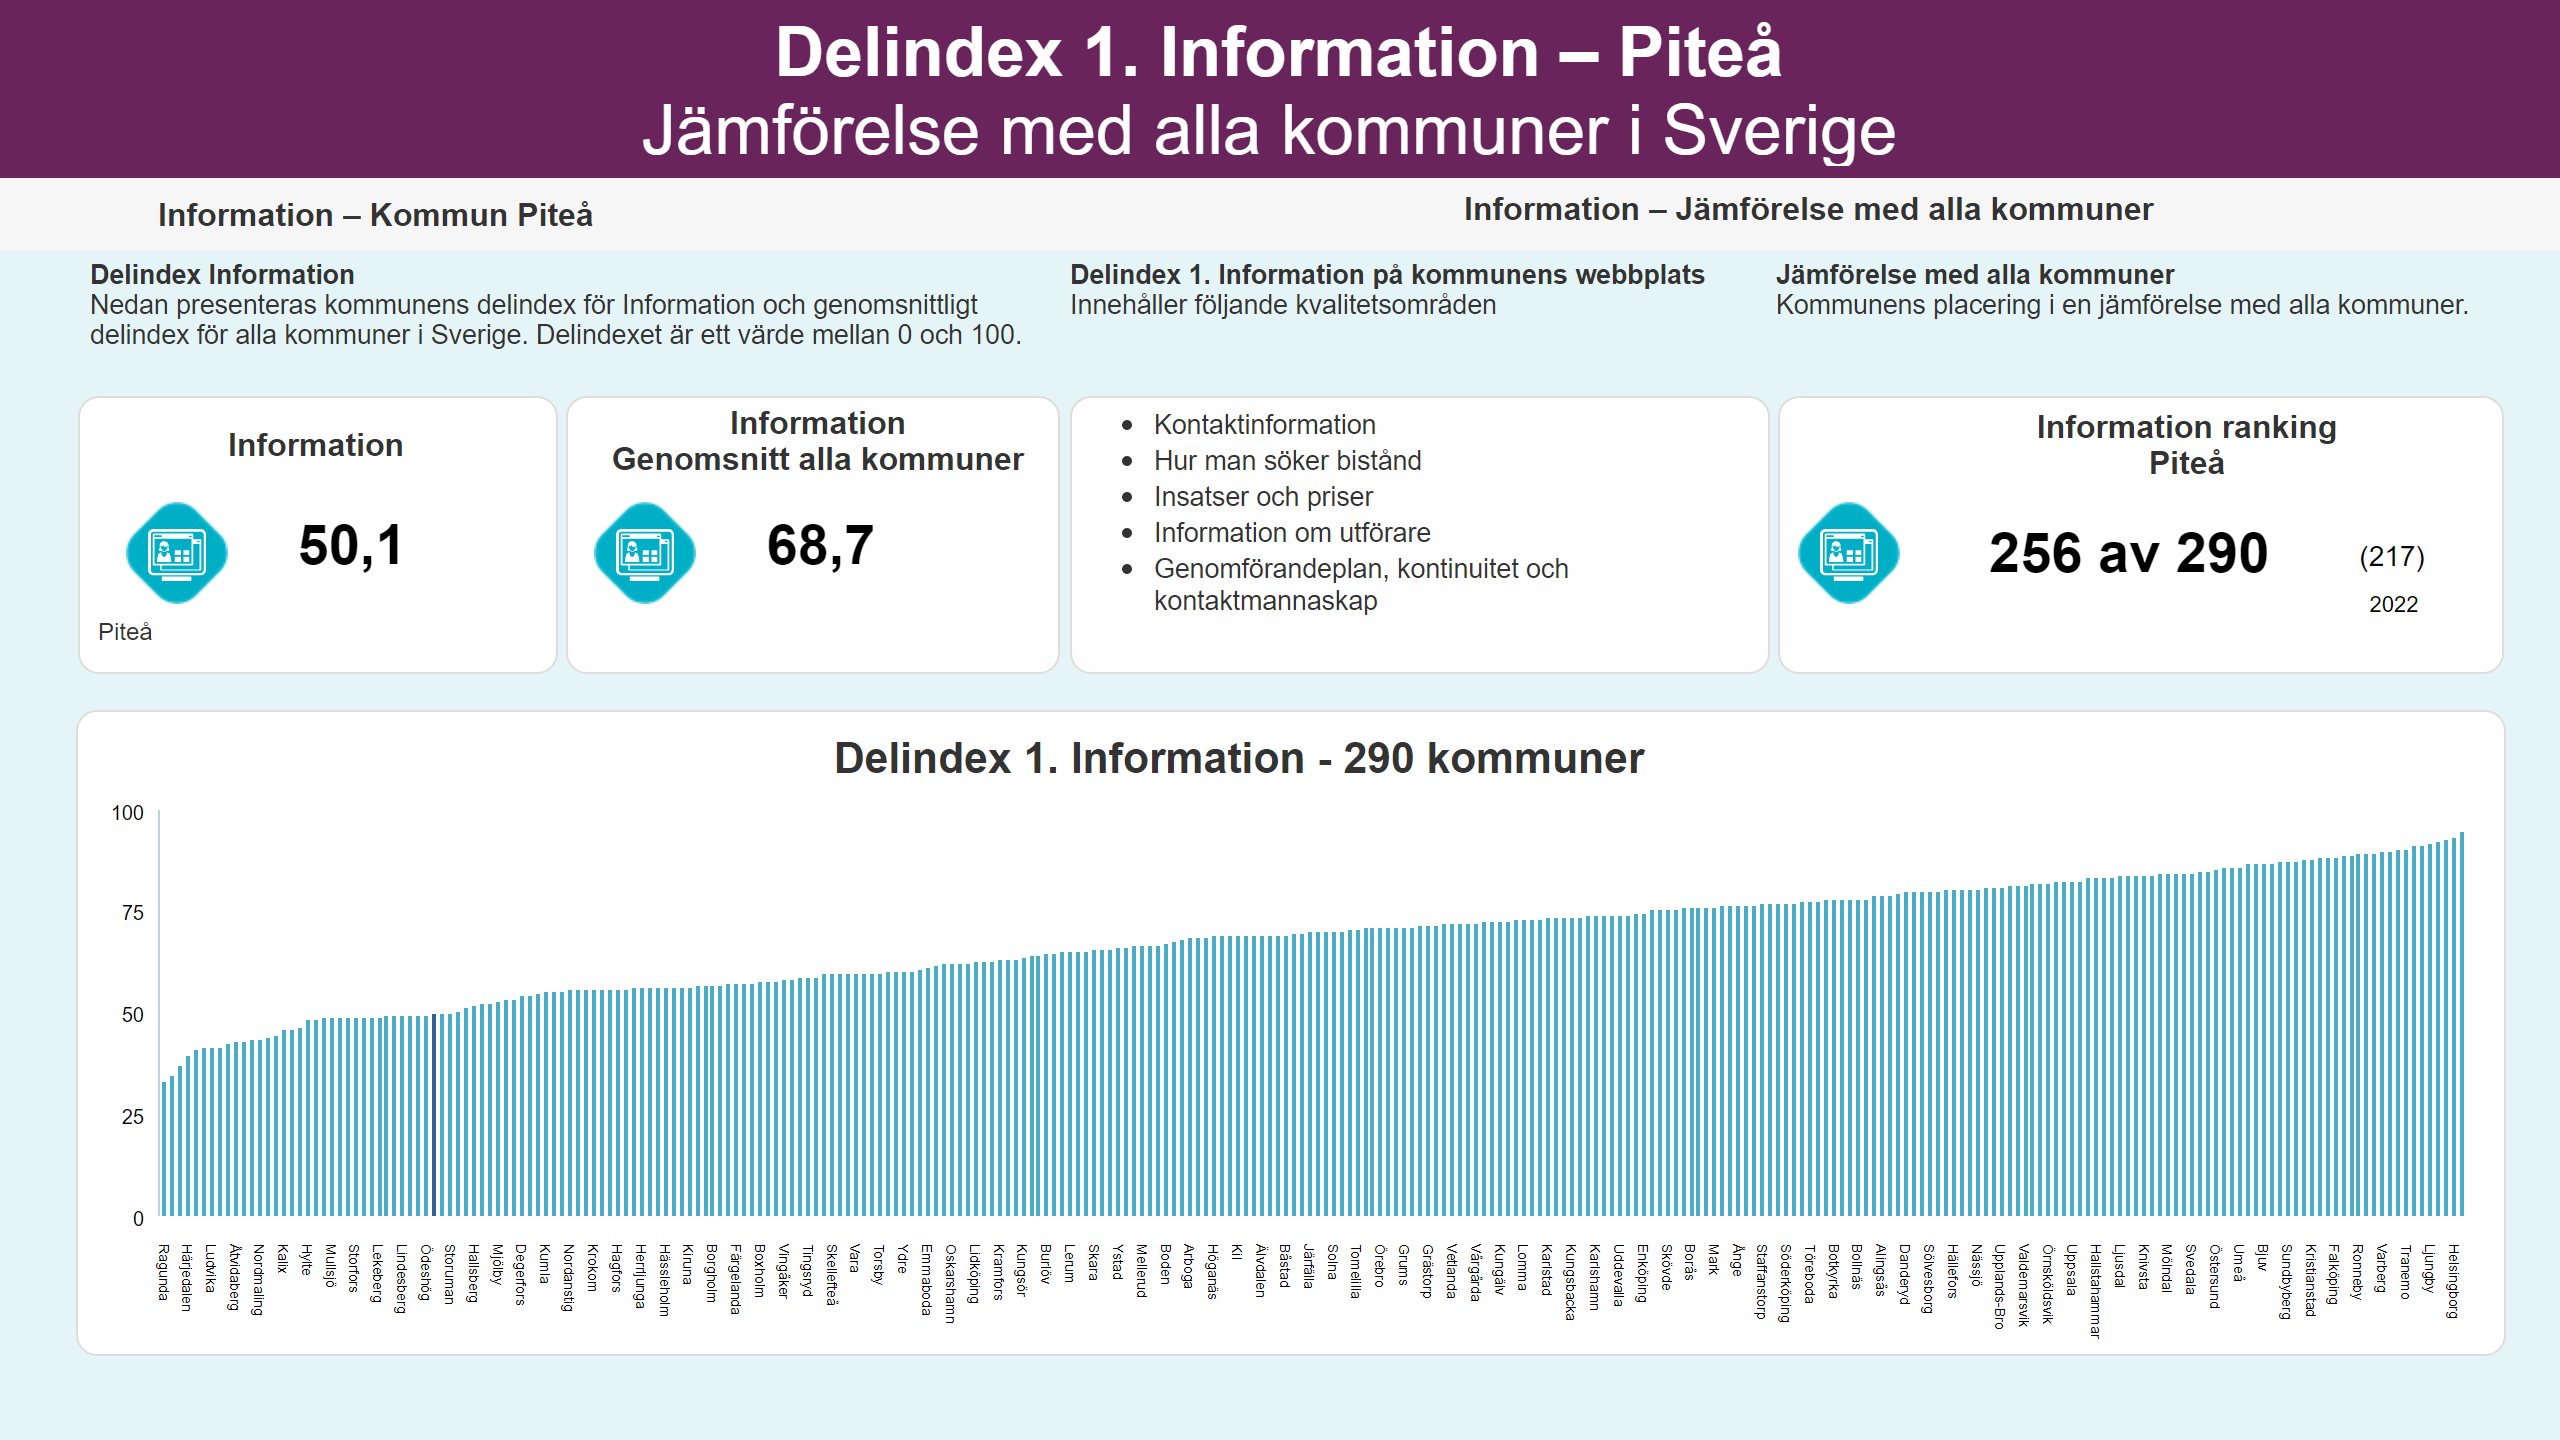 Delindex 1. Information – Piteå
Jämförelse med alla kommuner i Sverige
Information – Kommun Piteå
Information – Jämförelse med alla kommuner
Delindex Information
Nedan presenteras kommunens delindex för Information och genomsnittligt
delindex för alla kommuner i Sverige. Delindexet är ett värde mellan 0 och 100.
Delindex 1. Information på kommunens webbplats
Innehåller följande kvalitetsområden
Jämförelse med alla kommuner
Kommunens placering i en jämförelse med alla kommuner.
Information
50,1
Piteå
Information
Genomsnitt alla kommuner
68,7
• Kontaktinformation
• Hur man söker bistånd
• Insatser och priser
• Information om utförare
• Genomförandeplan, kontinuitet och
kontaktmannaskap
Information ranking
Piteå
256 av 290
(217)
2022
Delindex 1. Information - 290 kommuner
100
75
50
25
0
Ragunda
Härjedalen
Ludvika
Åtvidaberg
Nordmaling
Kalix
Hylte
Mullsjö
Storfors
Lekeberg
Lindesberg
Ödeshög
Storuman
Hallsberg
Mjölby
Degerfors
Kumla
Nordanstig
Krokom
Hagfors
Herrljunga
Hässleholm
Kiruna
Borgholm
Färgelanda
Boxholm
Vingåker
Tingsryd
Skellefteå
Vara
Torsby
Ydre
Emmaboda
Oskarshamn
Lidköping
Kramfors
Kungsör
Burlöv
Lerum
Skara
Ystad
Mellerud
Boden
Arboga
Höganäs
Kil
Älvdalen
Båstad
Järfälla
Solna
Tomelilla
Örebro
Grums
Grästorp
Vetlanda
Vårgårda
Kungälv
Lomma
Karlstad
Kungsbacka
Karlshamn
Uddevalla
Enköping
Skövde
Borås
Mark
Ånge
Staffanstorp
Söderköping
Töreboda
Botkyrka
Bollnäs
Alingsås
Danderyd
Sölvesborg
Hällefors
Nässjö
Upplands-Bro
Valdemarsvik
Örnsköldsvik
Uppsala
Hallstahammar
Ljusdal
Knivsta
Mölndal
Svedala
Östersund
Umeå
Bjuv
Sundbyberg
Kristianstad
Falköping
Ronneby
Varberg
Tranemo
Ljungby
Helsingborg